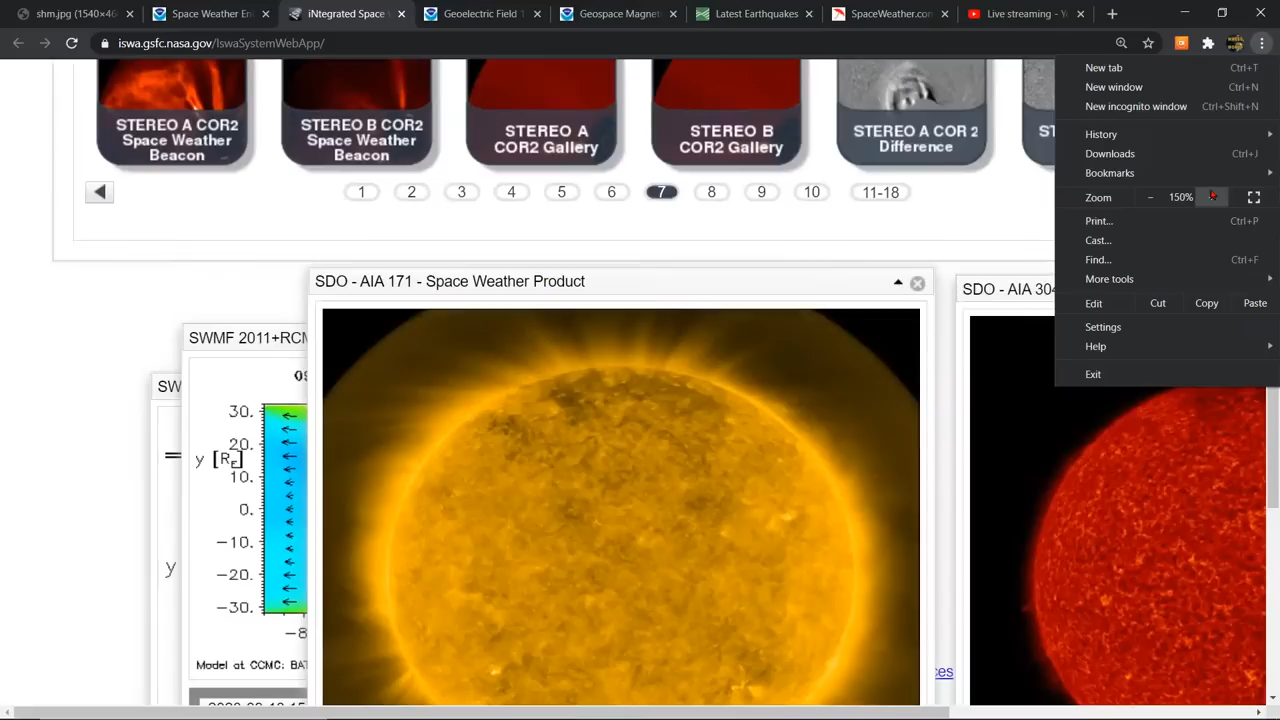 shm.jpg (1540×46
Space Weather En
iNtegrated Space
Geoelectric Field
Geospace Magnet
Latest Earthquakes
SpaceWeather.com
Live streaming - Y
iswa.gsfc.nasa.gov/IswaSystemWebApp/
New tab Ctrl+T
New window Ctrl+N
New incognito window Ctrl+Shift+N
History
Downloads Ctrl+J
Bookmarks
Zoom − 150%
Print... Ctrl+P
Cast...
Find... Ctrl+F
More tools
Edit Cut Copy Paste
Settings
Help
Exit
STEREO A COR2
Space Weather
Beacon
STEREO B COR2
Space Weather
Beacon
STEREO A
COR2 Gallery
STEREO B
COR2 Gallery
STEREO A COR 2
Difference
ST
1 2 3 4 5 6 7 8 9 10 11-18
SDO - AIA 171 - Space Weather Product
SDO - AIA 304
SWMF 2011+RCM
SW
30.
20.
y [RE]
10.
0.
−10.
−20.
−30.
−8
y
Model at CCMC: BAT
ces